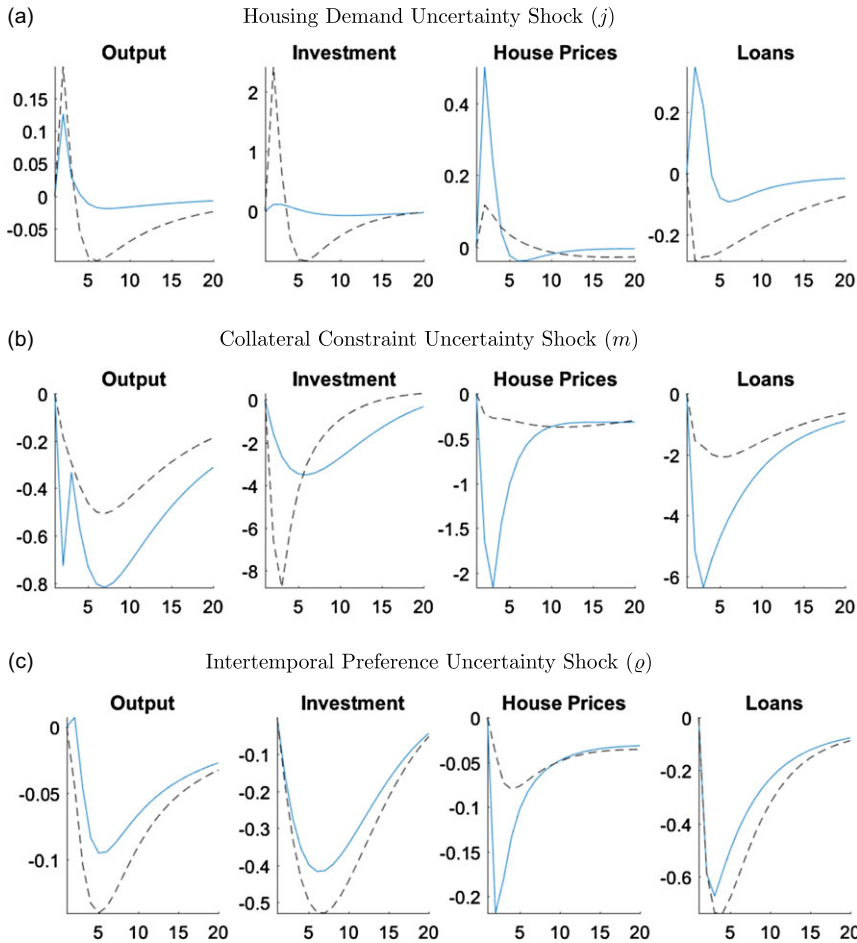 (a) Housing Demand Uncertainty Shock (j)
Output Investment House Prices Loans
0.15 0.1 0.05 0 -0.05
2 1 0
0.4 0.2 0
0.2 0 -0.2
5 10 15 20 5 10 15 20 5 10 15 20 5 10 15 20
(b) Collateral Constraint Uncertainty Shock (m)
Output Investment House Prices Loans
0 -0.2 -0.4 -0.6 -0.8
0 -2 -4 -6 -8
0 -0.5 -1 -1.5 -2
0 -2 -4 -6
5 10 15 20 5 10 15 20 5 10 15 20 5 10 15 20
(c) Intertemporal Preference Uncertainty Shock (ϱ)
Output Investment House Prices Loans
0 -0.05 -0.1
-0.1 -0.2 -0.3 -0.4 -0.5
0 -0.05 -0.1 -0.15 -0.2
0 -0.2 -0.4 -0.6
5 10 15 20 5 10 15 20 5 10 15 20 5 10 15 20